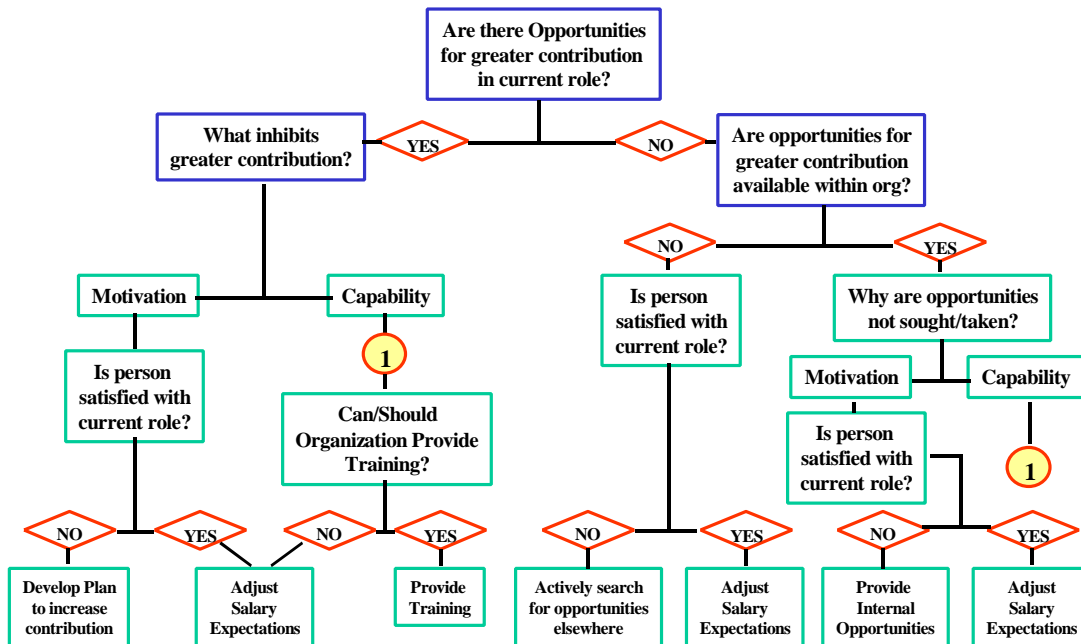 Are there Opportunities
for greater contribution
in current role?
What inhibits
greater contribution?
YES
NO
Are opportunities for
greater contribution
available within org?
NO
YES
Motivation
Capability
Is person
satisfied with
current role?
Why are opportunities
not sought/taken?
1
Is person
satisfied with
current role?
Motivation
Capability
Can/Should
Organization Provide
Training?
Is person
satisfied with
current role?
1
NO
YES
NO
YES
NO
YES
NO
YES
Develop Plan
to increase
contribution
Adjust
Salary
Expectations
Provide
Training
Actively search
for opportunities
elsewhere
Adjust
Salary
Expectations
Provide
Internal
Opportunities
Adjust
Salary
Expectations